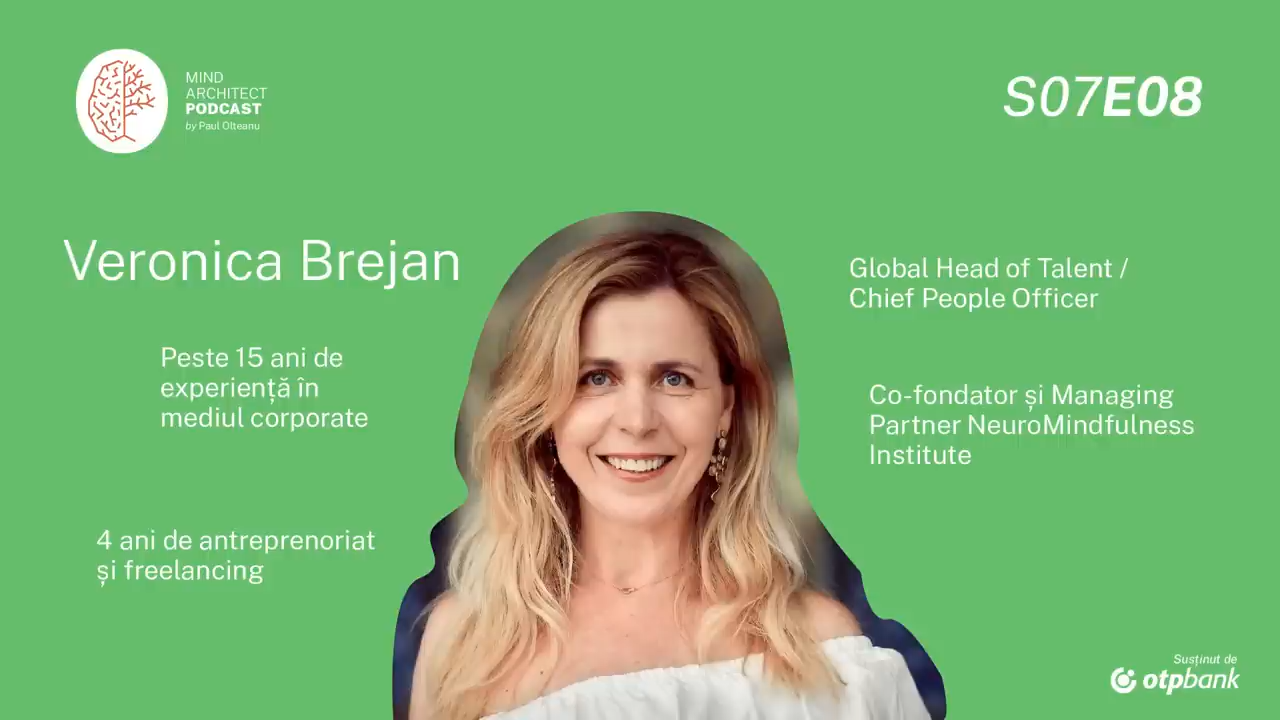 MIND
ARCHITECT
PODCAST
by Paul Olteanu
S07E08
Veronica Brejan
Peste 15 ani de
experiență în
mediul corporate
4 ani de antreprenoriat
și freelancing
Global Head of Talent /
Chief People Officer
Co-fondator și Managing
Partner NeuroMindfulness
Institute
Susținut de
otpbank